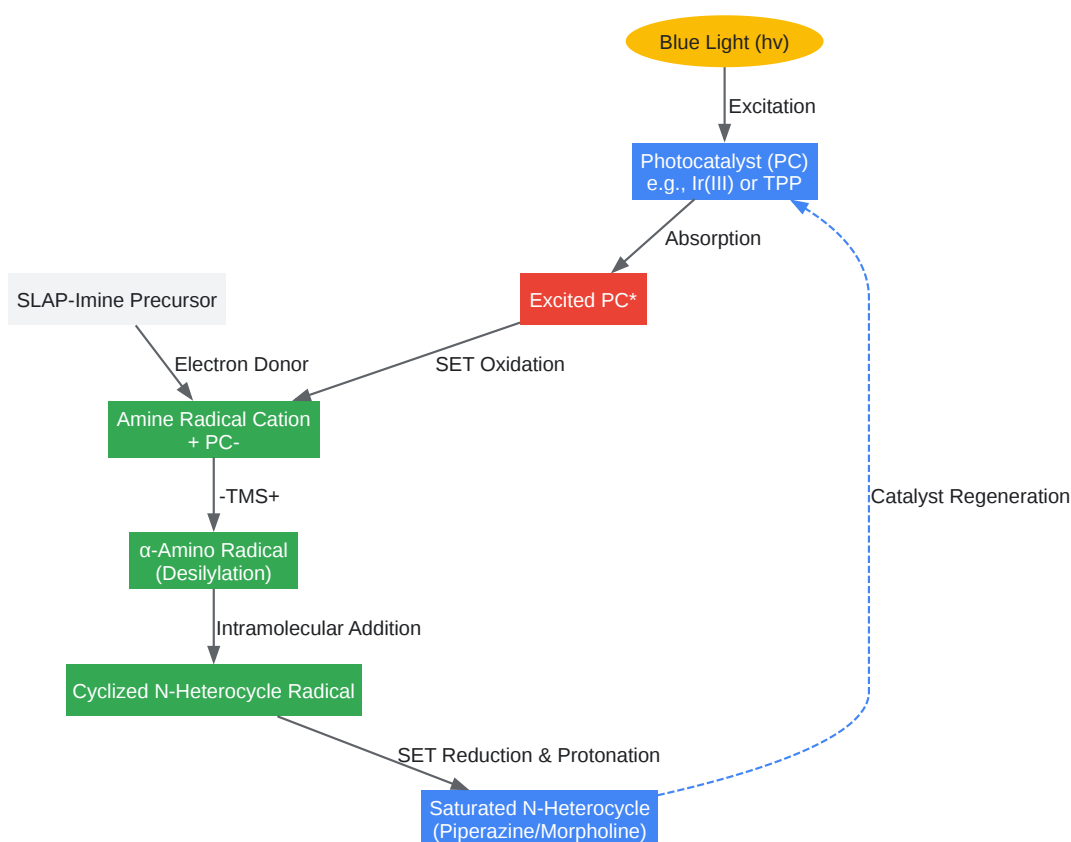 Blue Light (hv)
Excitation
Photocatalyst (PC)
e.g., Ir(III) or TPP
Absorption
SLAP-Imine Precursor
Excited PC*
Electron Donor
SET Oxidation
Amine Radical Cation
+ PC-
-TMS+
Catalyst Regeneration
α-Amino Radical
(Desilylation)
Intramolecular Addition
Cyclized N-Heterocycle Radical
SET Reduction & Protonation
Saturated N-Heterocycle
(Piperazine/Morpholine)